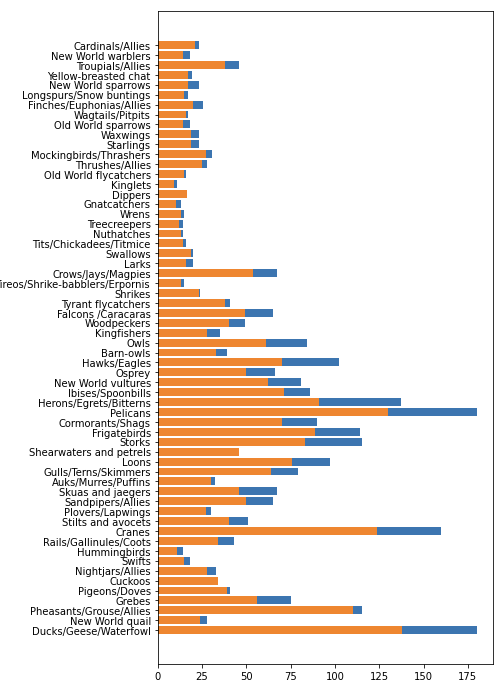 Cardinals/Allies
New World warblers
Troupials/Allies
Yellow-breasted chat
New World sparrows
Longspurs/Snow buntings
Finches/Euphonias/Allies
Wagtails/Pitpits
Old World sparrows
Waxwings
Starlings
Mockingbirds/Thrashers
Thrushes/Allies
Old World flycatchers
Kinglets
Dippers
Gnatcatchers
Wrens
Treecreepers
Nuthatches
Tits/Chickadees/Titmice
Swallows
Larks
Crows/Jays/Magpies
ireos/Shrike-babblers/Erpornis
Shrikes
Tyrant flycatchers
Falcons /Caracaras
Woodpeckers
Kingfishers
Owls
Barn-owls
Hawks/Eagles
Osprey
New World vultures
Ibises/Spoonbills
Herons/Egrets/Bitterns
Pelicans
Cormorants/Shags
Frigatebirds
Storks
Shearwaters and petrels
Loons
Gulls/Terns/Skimmers
Auks/Murres/Puffins
Skuas and jaegers
Sandpipers/Allies
Plovers/Lapwings
Stilts and avocets
Cranes
Rails/Gallinules/Coots
Hummingbirds
Swifts
Nightjars/Allies
Cuckoos
Pigeons/Doves
Grebes
Pheasants/Grouse/Allies
New World quail
Ducks/Geese/Waterfowl
0 25 50 75 100 125 150 175